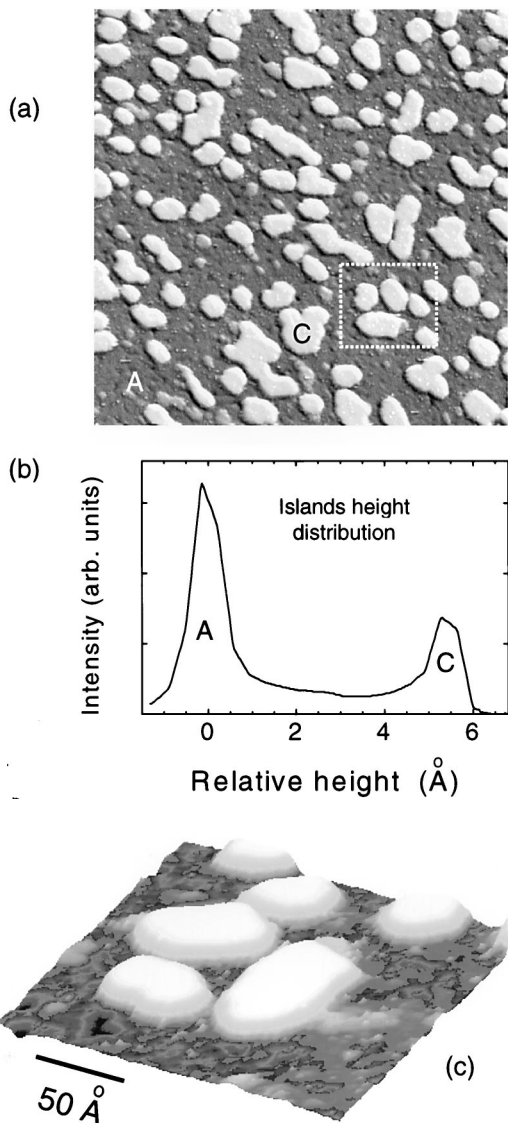 (a)
C
A
(b)
Intensity (arb. units)
Islands height
distribution
A
C
0 2 4 6
Relative height (Å)
50 Å
(c)